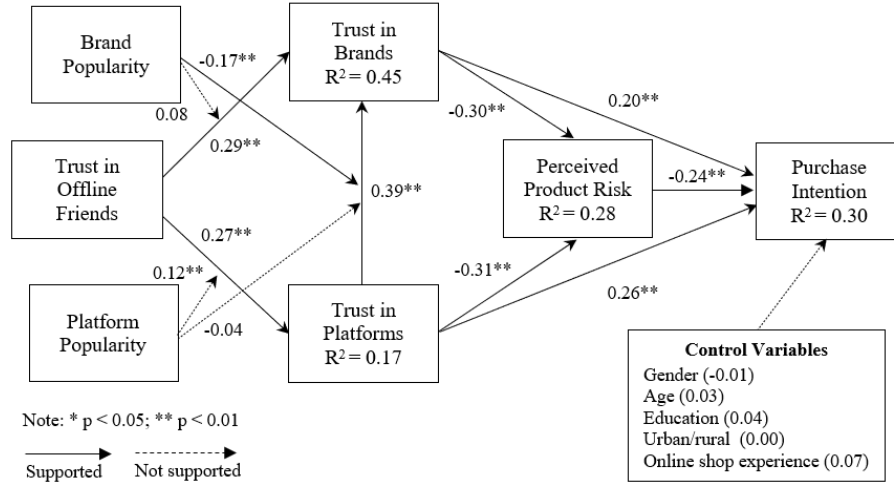 Brand
Popularity
Trust in
Brands
R² = 0.45
-0.17**
0.08
0.29**
0.20**
-0.30**
Trust in
Offline
Friends
0.39**
Perceived
Product Risk
R² = 0.28
-0.24**
Purchase
Intention
R² = 0.30
0.27**
0.12**
-0.31**
0.26**
Platform
Popularity
-0.04
Trust in
Platforms
R² = 0.17
Control Variables
Gender (-0.01)
Age (0.03)
Education (0.04)
Urban/rural (0.00)
Online shop experience (0.07)
Note: * p < 0.05; ** p < 0.01
Supported
Not supported